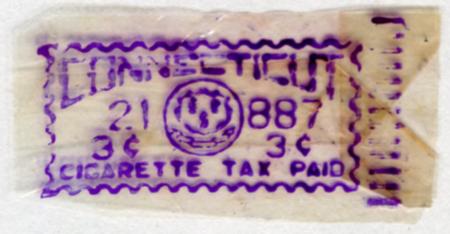 CONNECTICUT
21 887
3¢ 3¢
CIGARETTE TAX PAID